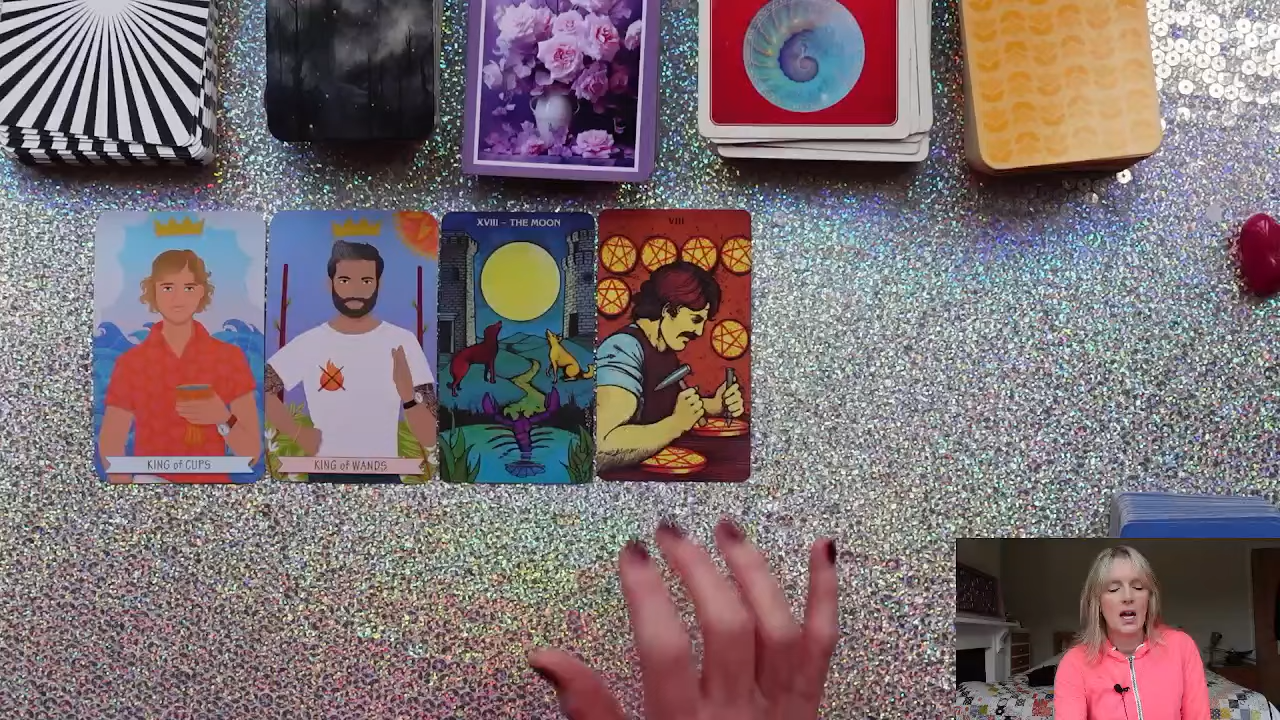 KING of CUPS
KING of WANDS
XVIII - THE MOON
VIII